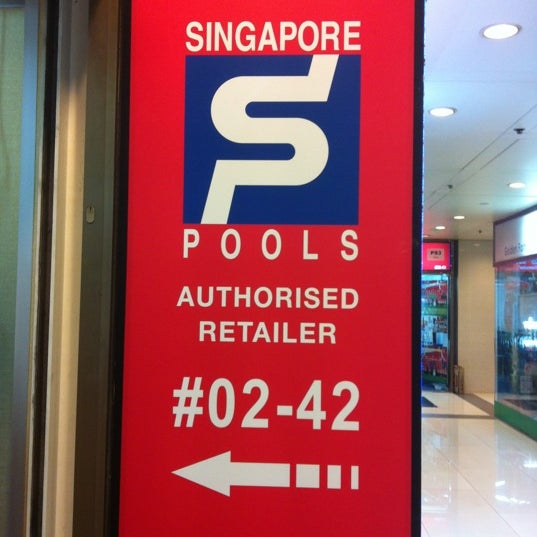 SINGAPORE
POOLS
AUTHORISED
RETAILER
#02-42